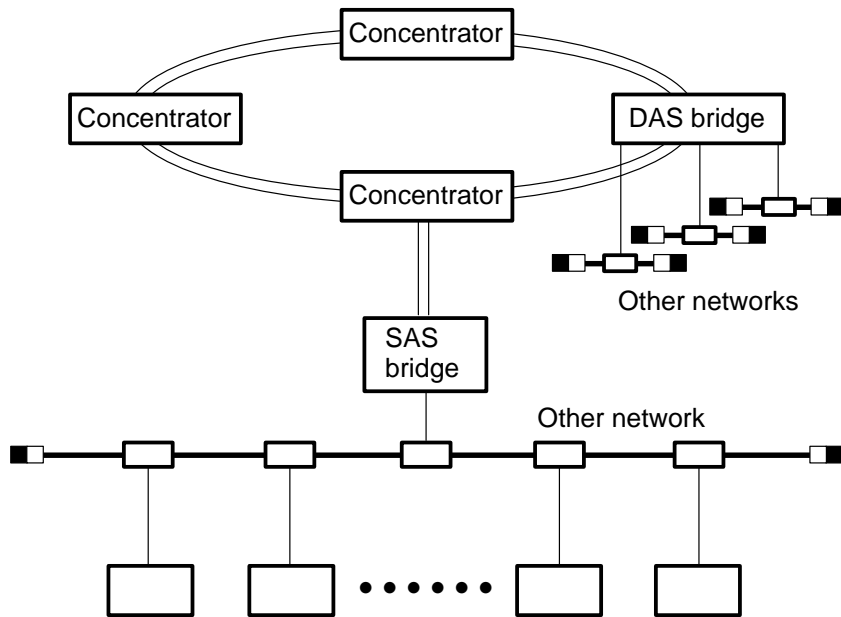 Concentrator
Concentrator
DAS bridge
Concentrator
Other networks
SAS
bridge
Other network